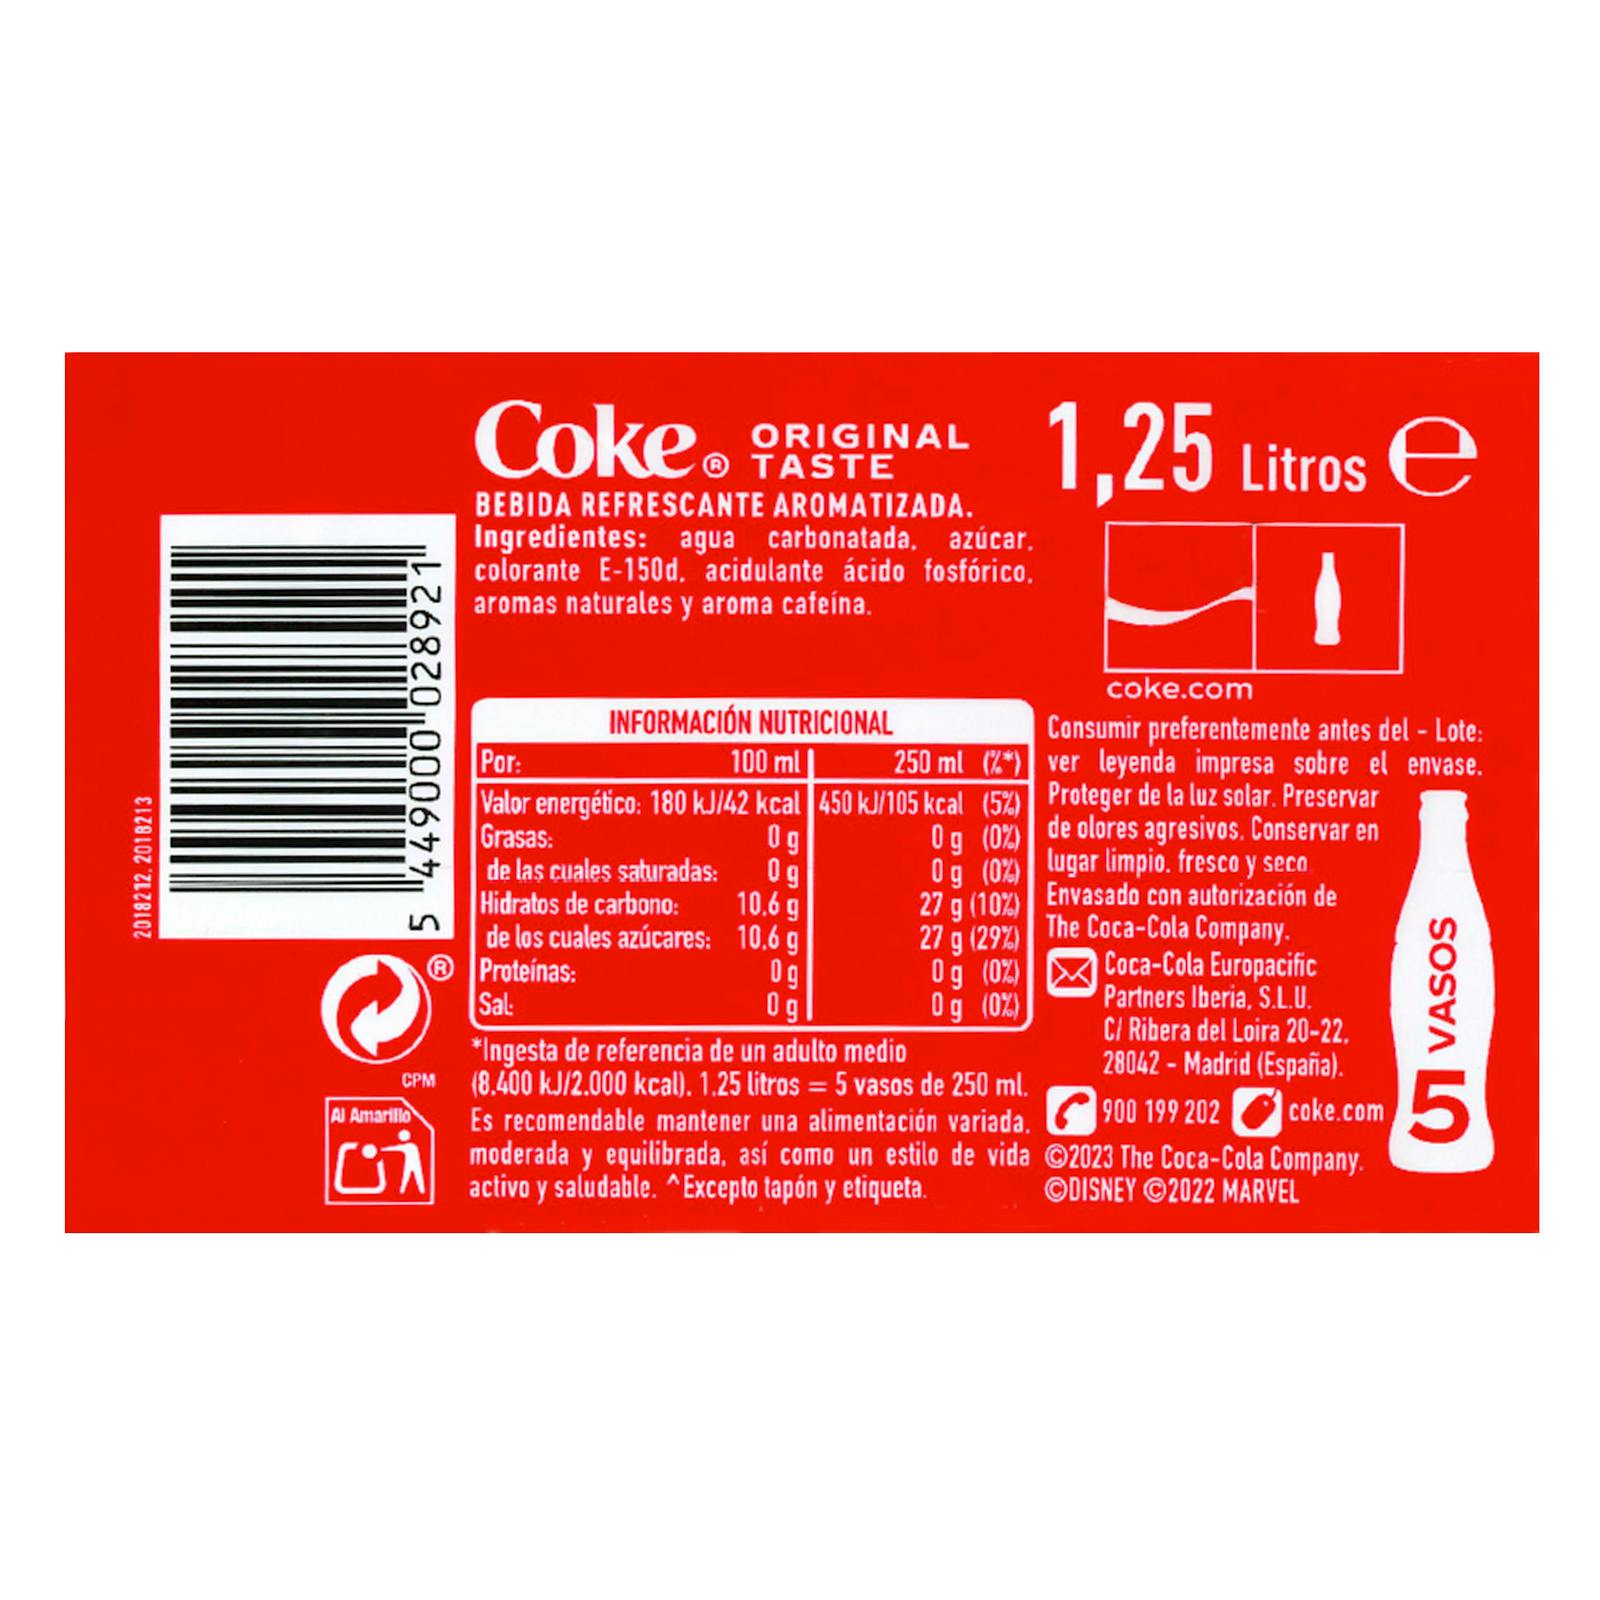 Coke® ORIGINAL TASTE
BEBIDA REFRESCANTE AROMATIZADA.
Ingredientes: agua carbonatada, azúcar,
colorante E-150d, acidulante ácido fosfórico,
aromas naturales y aroma cafeína.
INFORMACIÓN NUTRICIONAL
Por: 100 ml 250 ml (%*)
Valor energético: 180 kJ/42 kcal 450 kJ/105 kcal (5%)
Grasas: 0 g 0 g (0%)
de las cuales saturadas: 0 g 0 g (0%)
Hidratos de carbono: 10,6 g 27 g (10%)
de los cuales azúcares: 10,6 g 27 g (29%)
Proteínas: 0 g 0 g (0%)
Sal: 0 g 0 g (0%)
*Ingesta de referencia de un adulto medio
(8.400 kJ/2.000 kcal). 1,25 litros = 5 vasos de 250 ml.
Es recomendable mantener una alimentación variada,
moderada y equilibrada, así como un estilo de vida
activo y saludable. ^Excepto tapón y etiqueta.
1,25 Litros e
coke.com
Consumir preferentemente antes del - Lote:
ver leyenda impresa sobre el envase.
Proteger de la luz solar. Preservar
de olores agresivos. Conservar en
lugar limpio, fresco y seco
Envasado con autorización de
The Coca-Cola Company.
Coca-Cola Europacific
Partners Iberia, S.L.U.
C/ Ribera del Loira 20-22,
28042 - Madrid (España).
900 199 202 coke.com
©2023 The Coca-Cola Company.
©DISNEY ©2022 MARVEL
5 VASOS
5 449000 028921
2018212, 2018213
®
CPM
Al Amarillo